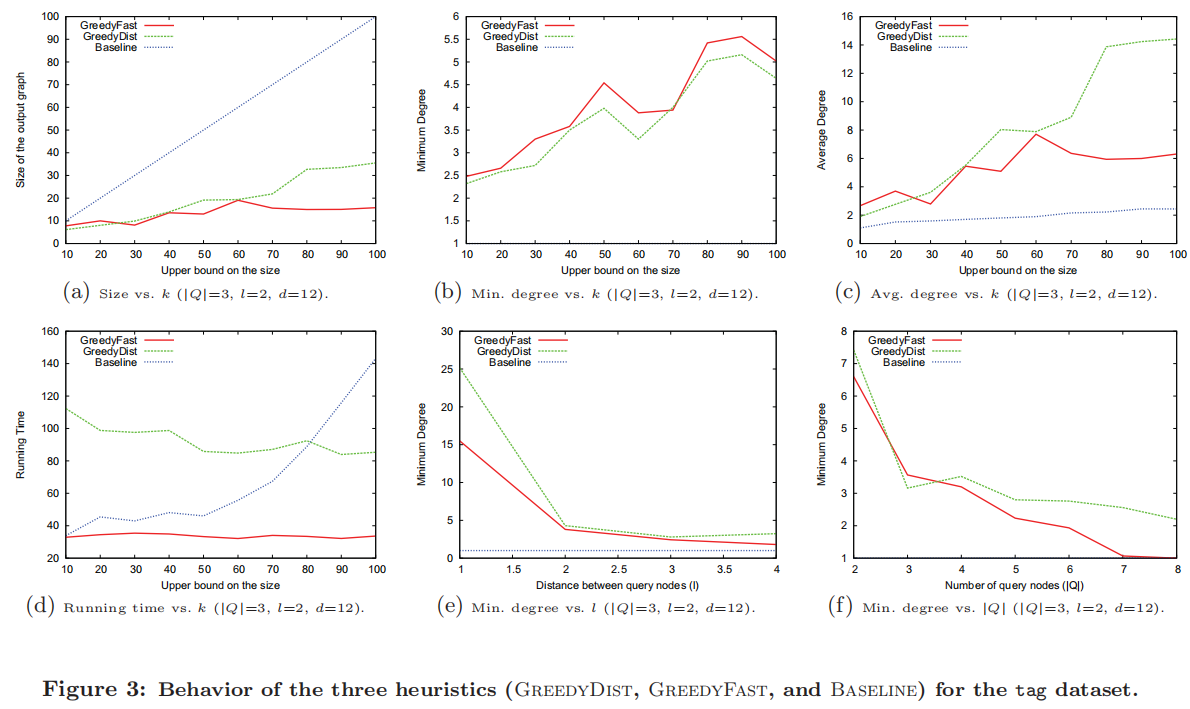 GreedyFast
GreedyDist
Baseline
100
90
80
70
60
50
40
30
20
10
0
Size of the output graph
10 20 30 40 50 60 70 80 90 100
Upper bound on the size
(a) Size vs. k (|Q|=3, l=2, d=12).
GreedyFast
GreedyDist
Baseline
6
5.5
5
4.5
4
3.5
3
2.5
2
1.5
1
Minimum Degree
10 20 30 40 50 60 70 80 90 100
Upper bound on the size
(b) Min. degree vs. k (|Q|=3, l=2, d=12).
GreedyFast
GreedyDist
Baseline
16
14
12
10
8
6
4
2
0
Average Degree
10 20 30 40 50 60 70 80 90 100
Upper bound on the size
(c) Avg. degree vs. k (|Q|=3, l=2, d=12).
GreedyFast
GreedyDist
Baseline
160
140
120
100
80
60
40
20
Running Time
10 20 30 40 50 60 70 80 90 100
Upper bound on the size
(d) Running time vs. k (|Q|=3, l=2, d=12).
GreedyFast
GreedyDist
Baseline
30
25
20
15
10
5
0
Minimum Degree
1 1.5 2 2.5 3 3.5 4
Distance between query nodes (l)
(e) Min. degree vs. l (|Q|=3, l=2, d=12).
GreedyFast
GreedyDist
Baseline
8
7
6
5
4
3
2
1
Minimum Degree
2 3 4 5 6 7 8
Number of query nodes (|Q|)
(f) Min. degree vs. |Q| (|Q|=3, l=2, d=12).
Figure 3: Behavior of the three heuristics (GREEDYDIST, GREEDYFAST, and BASELINE) for the tag dataset.